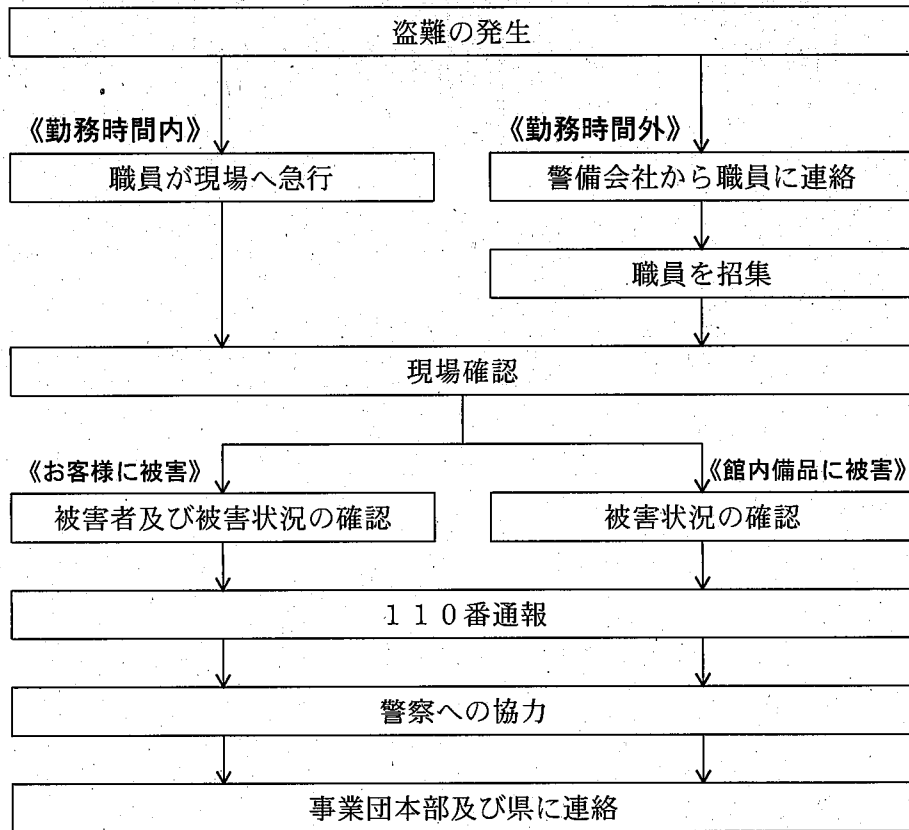 盗難の発生
《勤務時間内》
《勤務時間外》
職員が現場へ急行
警備会社から職員に連絡
職員を招集
現場確認
《お客様に被害》
《館内備品に被害》
被害者及び被害状況の確認
被害状況の確認
１１０番通報
警察への協力
事業団本部及び県に連絡